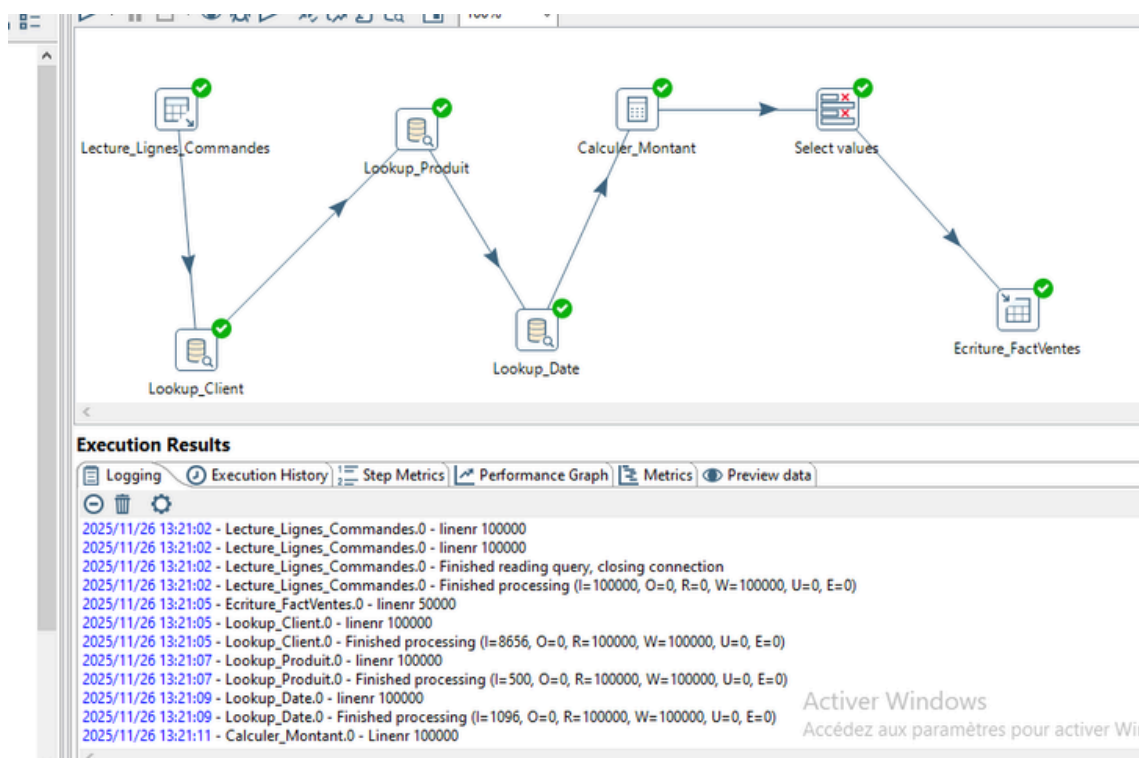 100%
Lecture_Lignes_Commandes
Lookup_Produit
Calculer_Montant
Select values
Lookup_Client
Lookup_Date
Ecriture_FactVentes
Execution Results
Logging Execution History Step Metrics Performance Graph Metrics Preview data
2025/11/26 13:21:02 - Lecture_Lignes_Commandes.0 - linenr 100000
2025/11/26 13:21:02 - Lecture_Lignes_Commandes.0 - linenr 100000
2025/11/26 13:21:02 - Lecture_Lignes_Commandes.0 - Finished reading query, closing connection
2025/11/26 13:21:02 - Lecture_Lignes_Commandes.0 - Finished processing (I=100000, O=0, R=0, W=100000, U=0, E=0)
2025/11/26 13:21:05 - Ecriture_FactVentes.0 - linenr 50000
2025/11/26 13:21:05 - Lookup_Client.0 - linenr 100000
2025/11/26 13:21:05 - Lookup_Client.0 - Finished processing (I=8656, O=0, R=100000, W=100000, U=0, E=0)
2025/11/26 13:21:07 - Lookup_Produit.0 - linenr 100000
2025/11/26 13:21:07 - Lookup_Produit.0 - Finished processing (I=500, O=0, R=100000, W=100000, U=0, E=0)
2025/11/26 13:21:09 - Lookup_Date.0 - linenr 100000
2025/11/26 13:21:09 - Lookup_Date.0 - Finished processing (I=1096, O=0, R=100000, W=100000, U=0, E=0)
2025/11/26 13:21:11 - Calculer_Montant.0 - Linenr 100000
Activer Windows
Accédez aux paramètres pour activer Wi